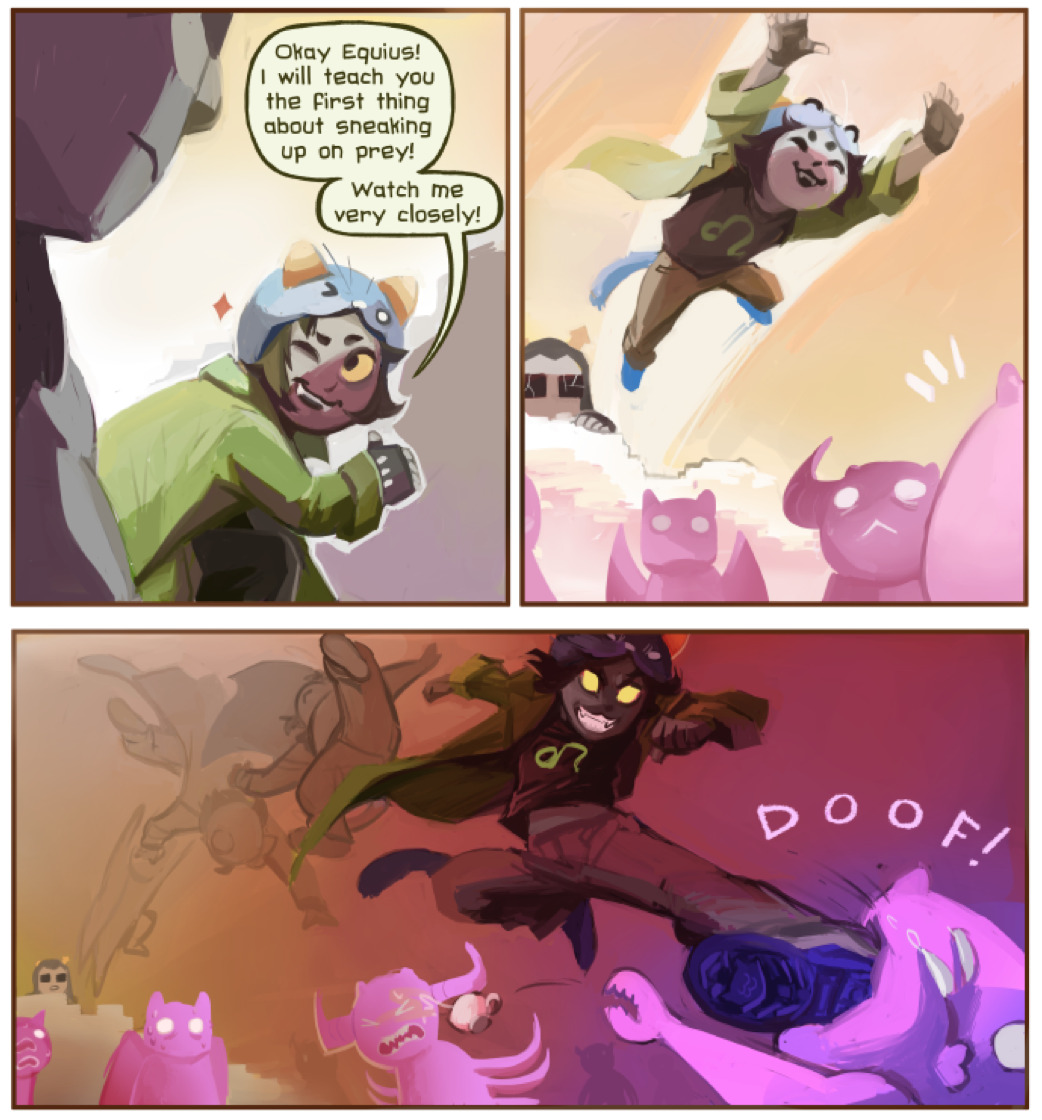 Okay Equius!
I will teach you
the first thing
about sneaking
up on prey!
Watch me
very closely!
DOOF!